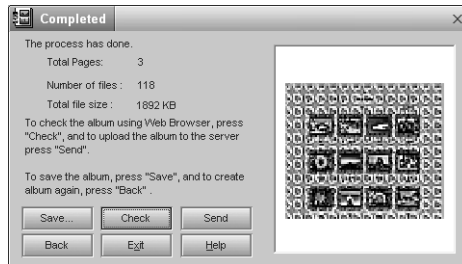 Completed
The process has done.
Total Pages: 3
Number of files : 118
Total file size : 1892 KB
To check the album using Web Browser, press
"Check", and to upload the album to the server
press "Send".
To save the album, press "Save", and to create
album again, press "Back" .
Save... Check Send
Back Exit Help